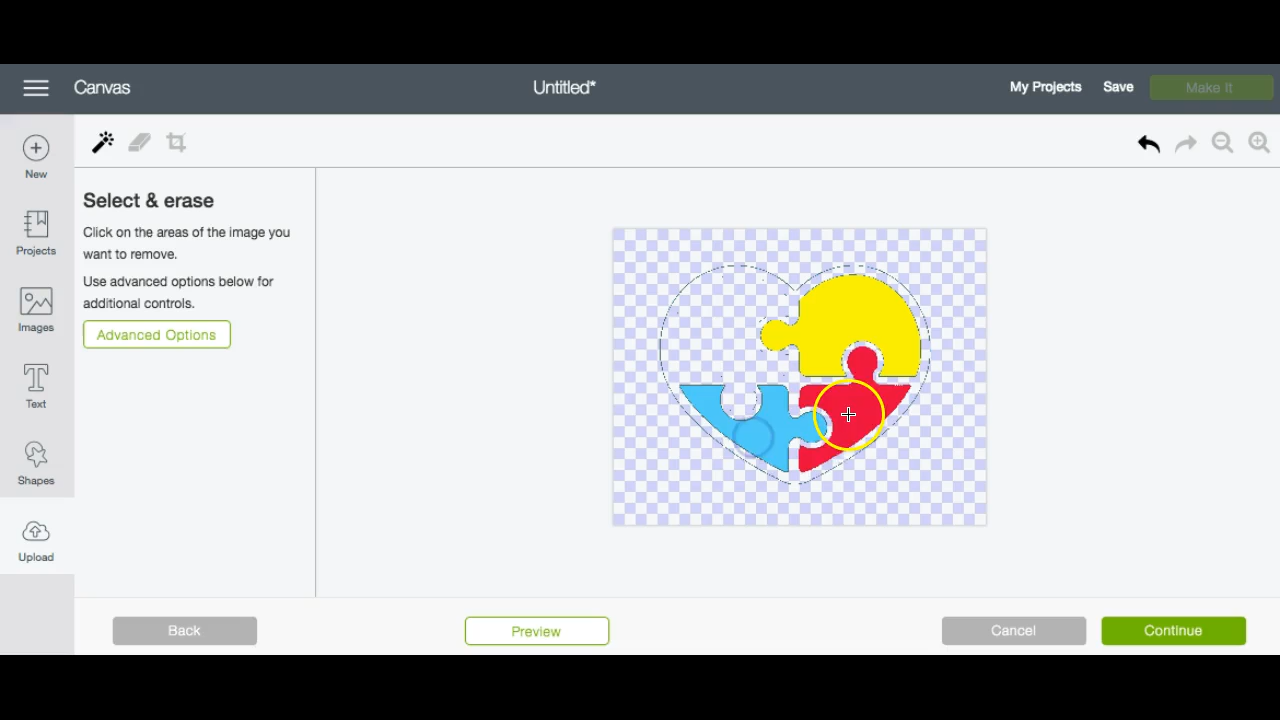 Canvas
Untitled*
My Projects
Save
Make It
New
Projects
Images
Text
Shapes
Upload
Select & erase
Click on the areas of the image you
want to remove.
Use advanced options below for
additional controls.
Advanced Options
Back
Preview
Cancel
Continue